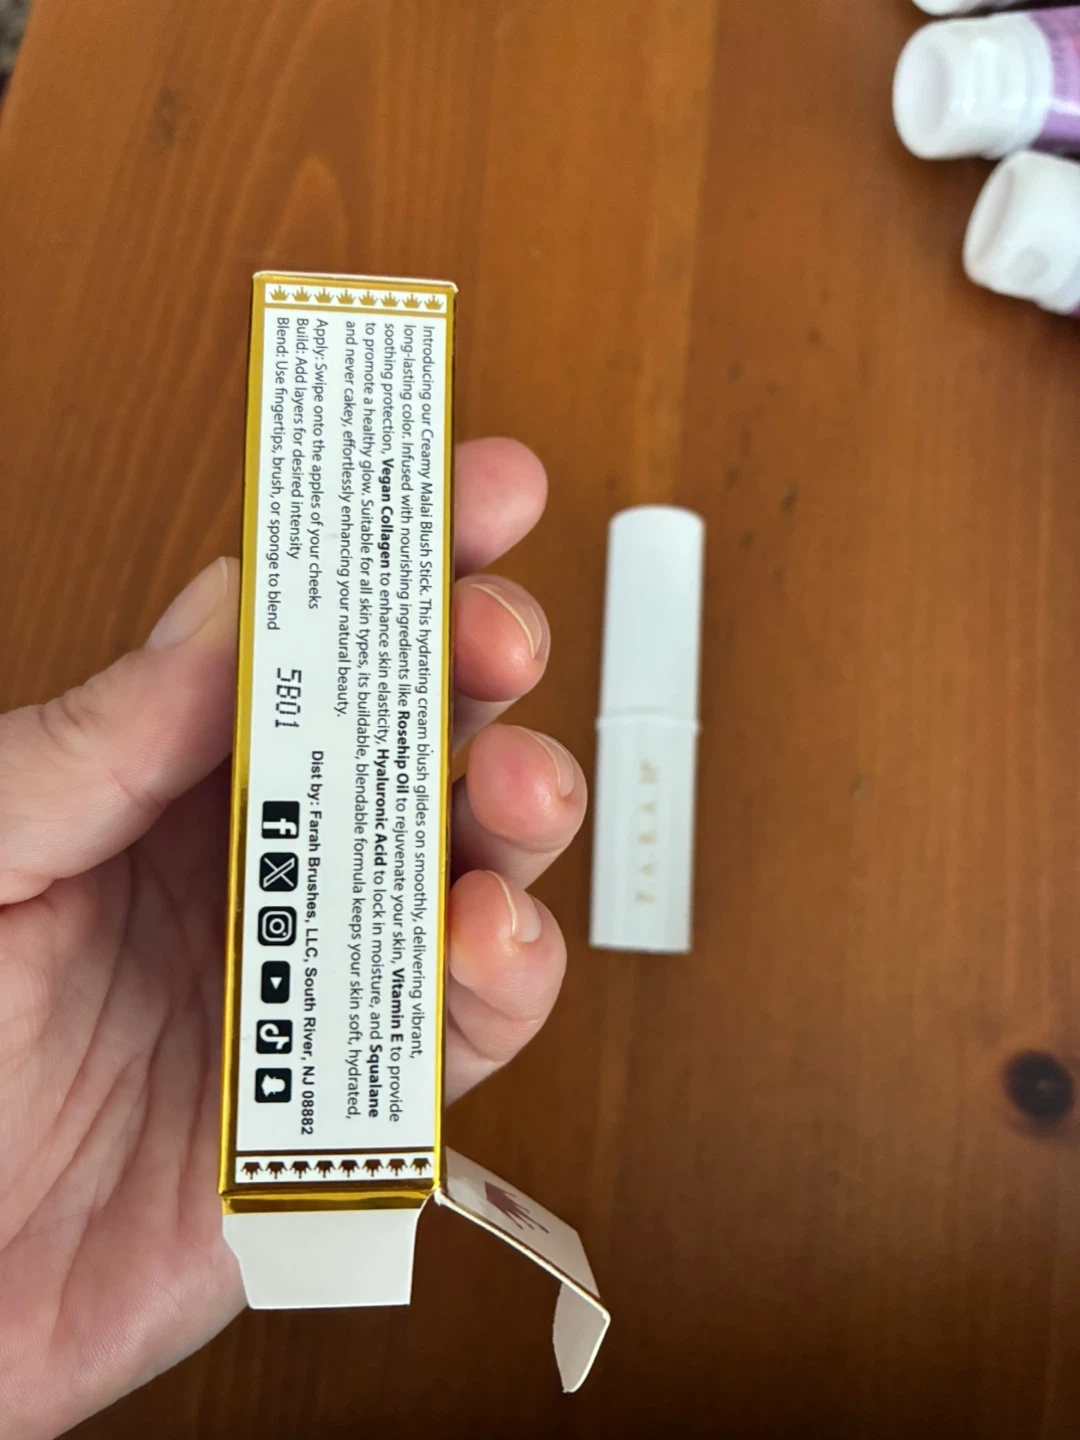 Introducing our Creamy Malai Blush Stick. This hydrating cream blush glides on smoothly, delivering vibrant,
long-lasting color. Infused with nourishing ingredients like Rosehip Oil to rejuvenate your skin, Vitamin E to provide
soothing protection, Vegan Collagen to enhance skin elasticity, Hyaluronic Acid to lock in moisture, and Squalane
to promote a healthy glow. Suitable for all skin types, its buildable, blendable formula keeps your skin soft, hydrated,
and never cakey, effortlessly enhancing your natural beauty.
Apply: Swipe onto the apples of your cheeks
Build: Add layers for desired intensity
Blend: Use fingertips, brush, or sponge to blend
5B01
Dist by: Farah Brushes, LLC, South River, NJ 08882